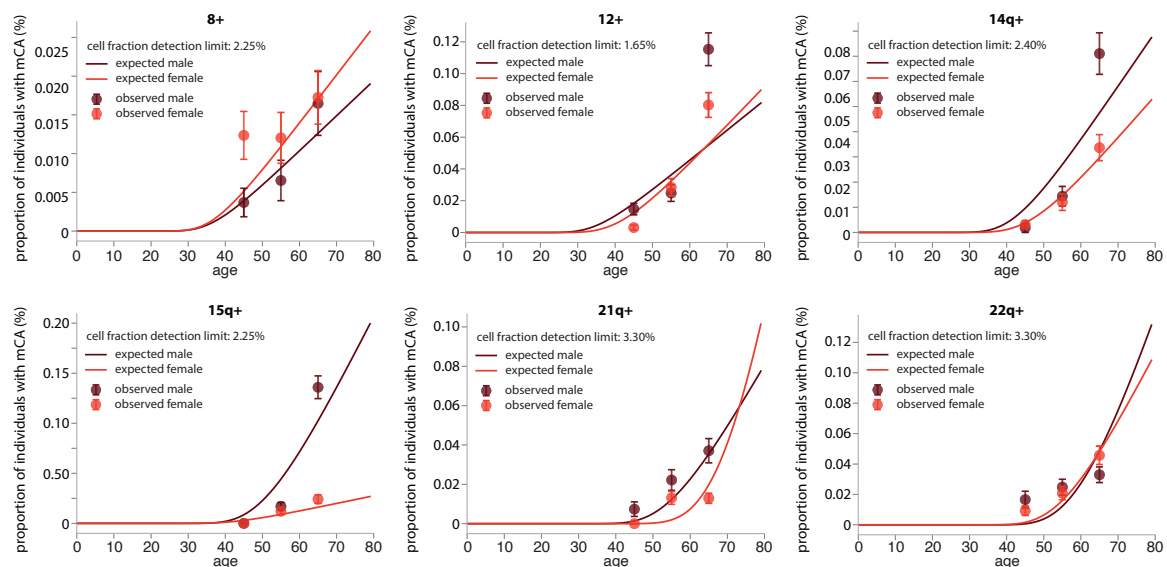 8+
proportion of individuals with mCA (%)
cell fraction detection limit: 2.25%
expected male
expected female
observed male
observed female
0.025
0.020
0.015
0.010
0.005
0
0 10 20 30 40 50 60 70 80
age
12+
proportion of individuals with mCA (%)
cell fraction detection limit: 1.65%
expected male
expected female
observed male
observed female
0.12
0.10
0.08
0.06
0.04
0.02
0
0 10 20 30 40 50 60 70 80
age
14q+
proportion of individuals with mCA (%)
cell fraction detection limit: 2.40%
expected male
expected female
observed male
observed female
0.08
0.07
0.06
0.05
0.04
0.03
0.02
0.01
0
0 10 20 30 40 50 60 70 80
age
15q+
proportion of individuals with mCA (%)
cell fraction detection limit: 2.25%
expected male
expected female
observed male
observed female
0.20
0.15
0.10
0.50
0
0 10 20 30 40 50 60 70 80
age
21q+
proportion of individuals with mCA (%)
cell fraction detection limit: 3.30%
expected male
expected female
observed male
observed female
0.10
0.08
0.06
0.04
0.02
0
0 10 20 30 40 50 60 70 80
age
22q+
proportion of individuals with mCA (%)
cell fraction detection limit: 3.30%
expected male
expected female
observed male
observed female
0.12
0.10
0.08
0.06
0.04
0.02
0
0 10 20 30 40 50 60 70 80
age